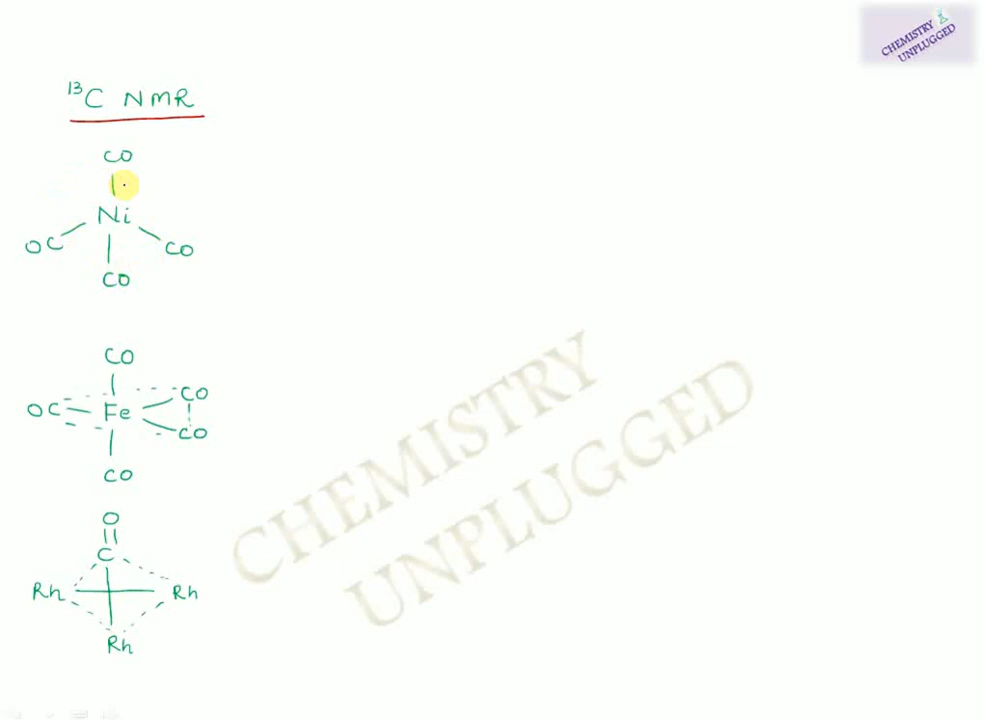 CHEMISTRY
UNPLUGGED
13C NMR
CO
Ni
OC CO
CO
CO
CO
OC Fe
CO
CO
O
C
Rh Rh
Rh
CHEMISTRY
UNPLUGGED